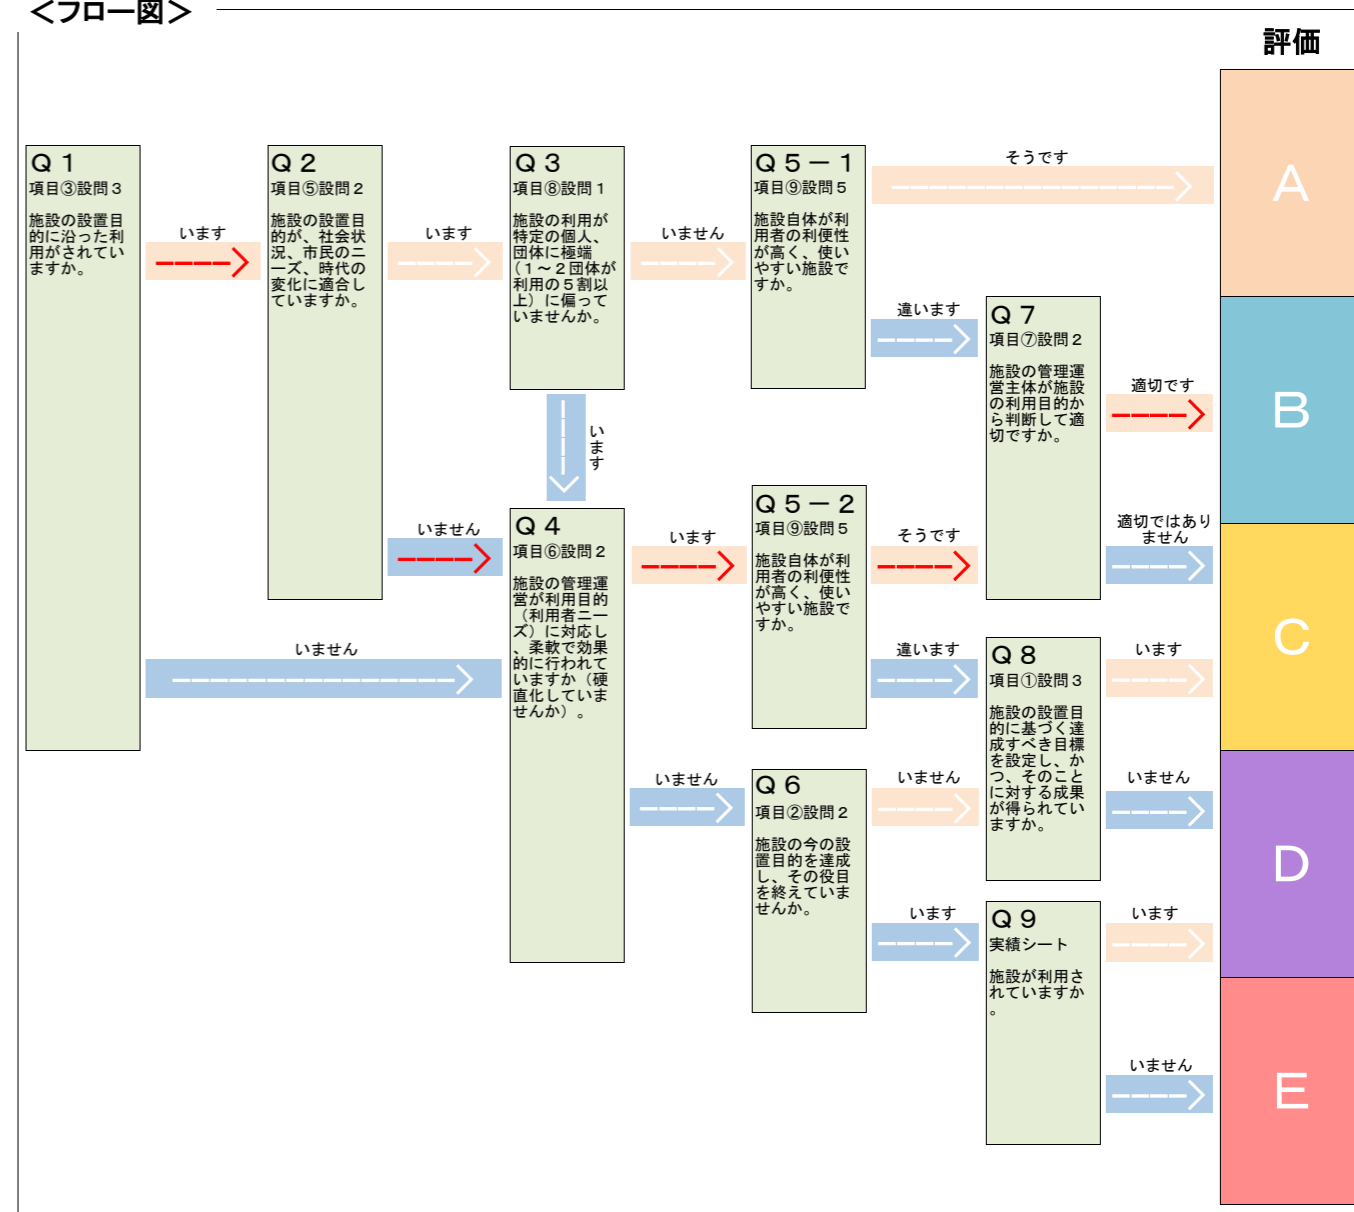 ＜フロー図＞
評価
Ｑ１
項目③設問３
施設の設置目
的に沿った利
用がされてい
ますか。
います
いません
Ｑ２
項目⑤設問２
施設の設置目
的が、社会状
況、市民のニ
ーズ、時代の
変化に適合し
ていますか。
います
いません
Ｑ３
項目⑧設問１
施設の利用が
特定の個人、
団体に極端
（１～２団体が
利用の５割以
上）に偏って
いませんか。
いません
います
Ｑ４
項目⑥設問２
施設の管理運
営が利用目的
（利用者ニー
ズ）に対応し
、柔軟で効果
的に行われて
いますか（硬
直化していま
せんか）。
います
いません
Ｑ５－１
項目⑨設問５
施設自体が利
用者の利便性
が高く、使い
やすい施設で
すか。
そうです
違います
Ｑ５－２
項目⑨設問５
施設自体が利
用者の利便性
が高く、使い
やすい施設で
すか。
そうです
違います
Ｑ６
項目②設問２
施設の今の設
置目的を達成
し、その役目
を終えていま
せんか。
いません
います
Ｑ７
項目⑦設問２
施設の管理運
営主体が施設
の利用目的か
ら判断して適
切ですか。
適切です
適切ではあり
ません
Ｑ８
項目①設問３
施設の設置目
的に基づく達
成すべき目標
を設定し、か
つ、そのこと
に対する成果
が得られてい
ますか。
います
いません
Ｑ９
実績シート
施設が利用さ
れていますか
。
います
いません
A
B
C
D
E